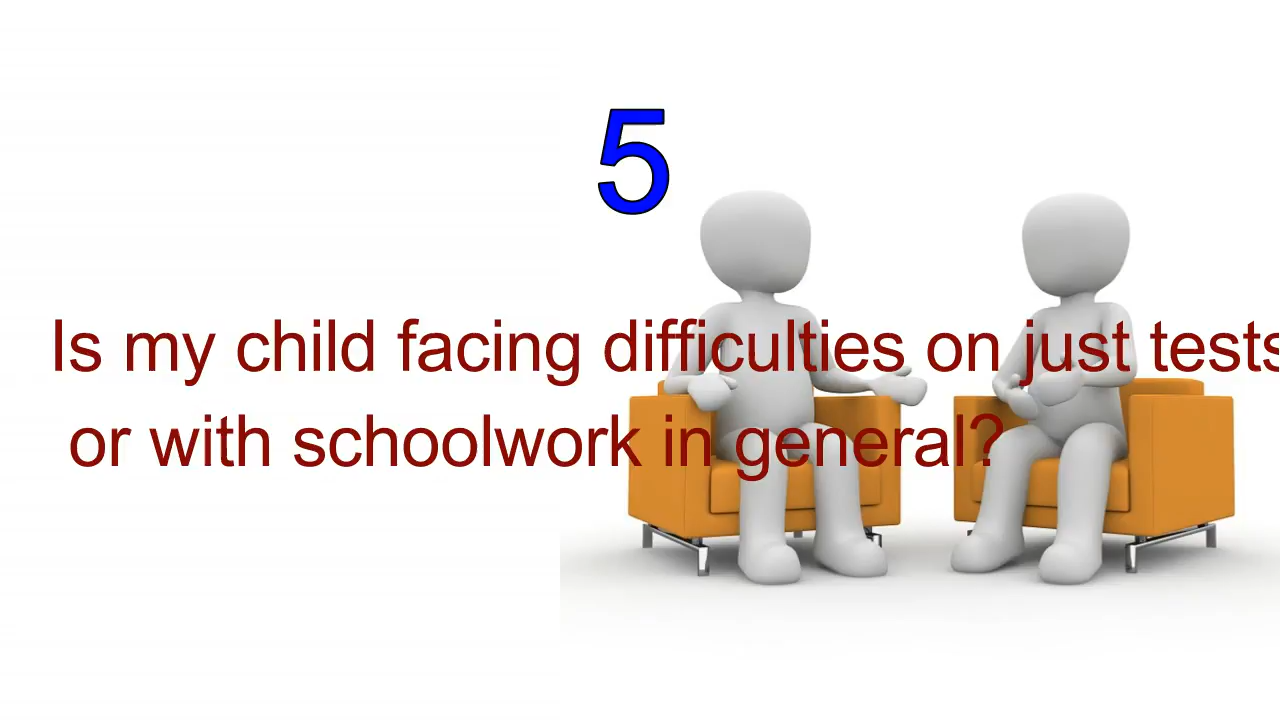 5
Is my child facing difficulties on just tests
or with schoolwork in general?